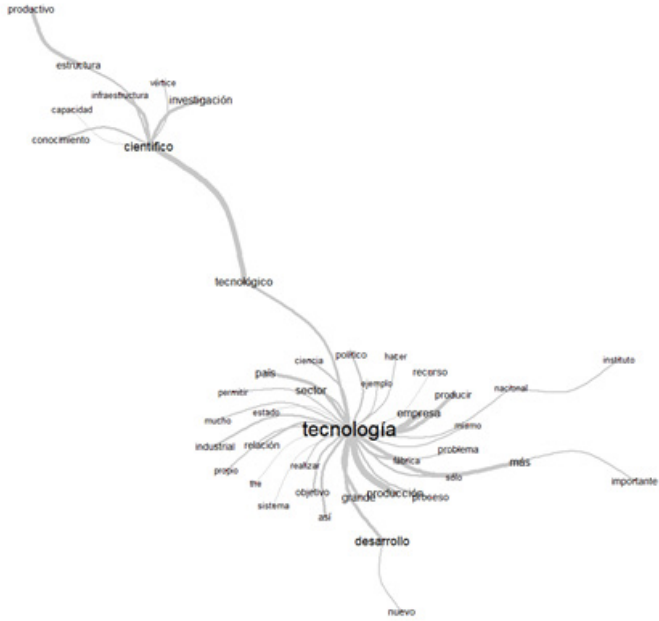 productivo
estructura
vértice
infraestructura
investigación
capacidad
conocimiento
científico
tecnológico
ciencia
político
hacer
instituto
país
ejemplo
recurso
permitir
sector
producir
nacional
mucho
estado
empresa
tecnología
mismo
industrial
relación
problema
propio
realizar
fábrica
más
the
sólo
importante
sistema
objetivo
grande
producción
proceso
así
desarrollo
nuevo